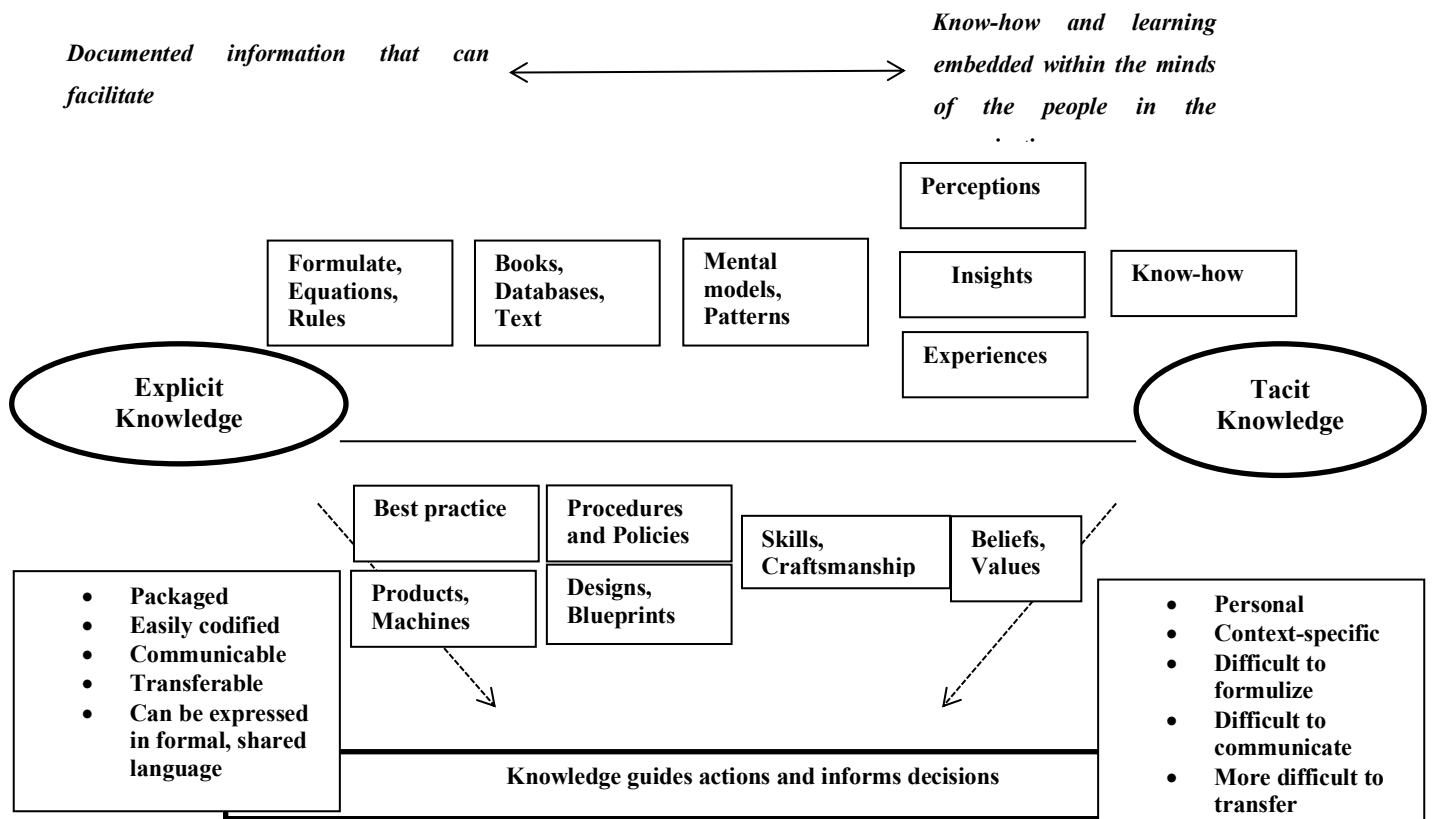 Documented information that can
facilitate
Know-how and learning
embedded within the minds
of the people in the
Perceptions
Formulate,
Equations,
Rules
Books,
Databases,
Text
Mental
models,
Patterns
Insights
Know-how
Experiences
Explicit
Knowledge
Tacit
Knowledge
Best practice
Procedures
and Policies
Skills,
Craftsmanship
Beliefs,
Values
Products,
Machines
Designs,
Blueprints
• Packaged
• Easily codified
• Communicable
• Transferable
• Can be expressed
in formal, shared
language
• Personal
• Context-specific
• Difficult to
formulize
• Difficult to
communicate
• More difficult to
transfer
Knowledge guides actions and informs decisions